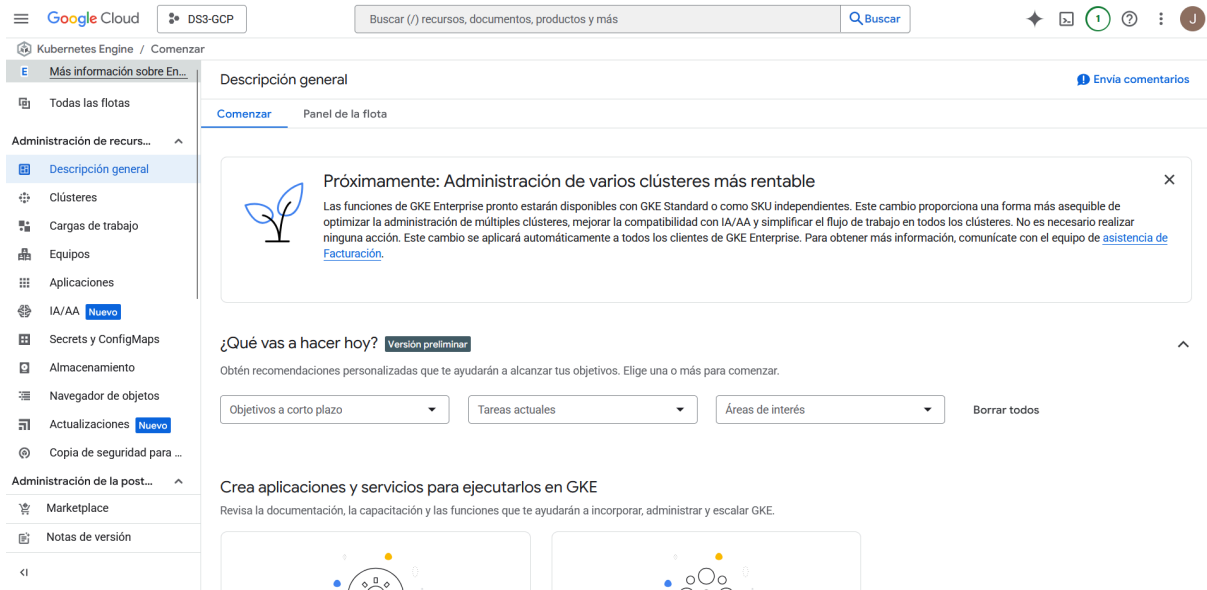 Google Cloud
DS3-GCP
Buscar (/) recursos, documentos, productos y más
Buscar
1
J
Kubernetes Engine / Comenzar
E Más información sobre En...
Todas las flotas
Administración de recurs...
Descripción general
Clústeres
Cargas de trabajo
Equipos
Aplicaciones
IA/AA Nuevo
Secrets y ConfigMaps
Almacenamiento
Navegador de objetos
Actualizaciones Nuevo
Copia de seguridad para ...
Administración de la post...
Marketplace
Notas de versión
Descripción general
Envía comentarios
Comenzar
Panel de la flota
Próximamente: Administración de varios clústeres más rentable
Las funciones de GKE Enterprise pronto estarán disponibles con GKE Standard o como SKU independientes. Este cambio proporciona una forma más asequible de
optimizar la administración de múltiples clústeres, mejorar la compatibilidad con IA/AA y simplificar el flujo de trabajo en todos los clústeres. No es necesario realizar
ninguna acción. Este cambio se aplicará automáticamente a todos los clientes de GKE Enterprise. Para obtener más información, comunícate con el equipo de asistencia de
Facturación.
¿Qué vas a hacer hoy? Versión preliminar
Obtén recomendaciones personalizadas que te ayudarán a alcanzar tus objetivos. Elige una o más para comenzar.
Objetivos a corto plazo
Tareas actuales
Áreas de interés
Borrar todos
Crea aplicaciones y servicios para ejecutarlos en GKE
Revisa la documentación, la capacitación y las funciones que te ayudarán a incorporar, administrar y escalar GKE.